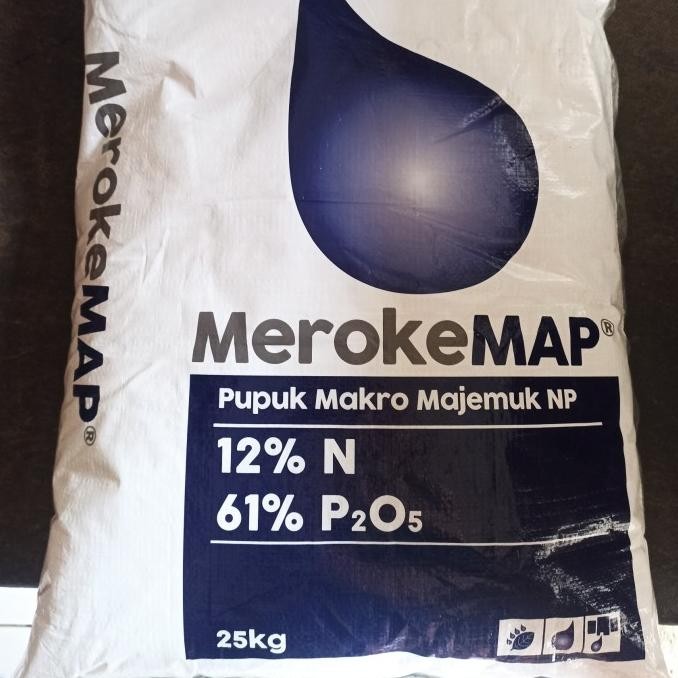 MerokeMAP®
MerokeMAP®
Pupuk Makro Majemuk NP
12% N
61% P₂O₅
25kg